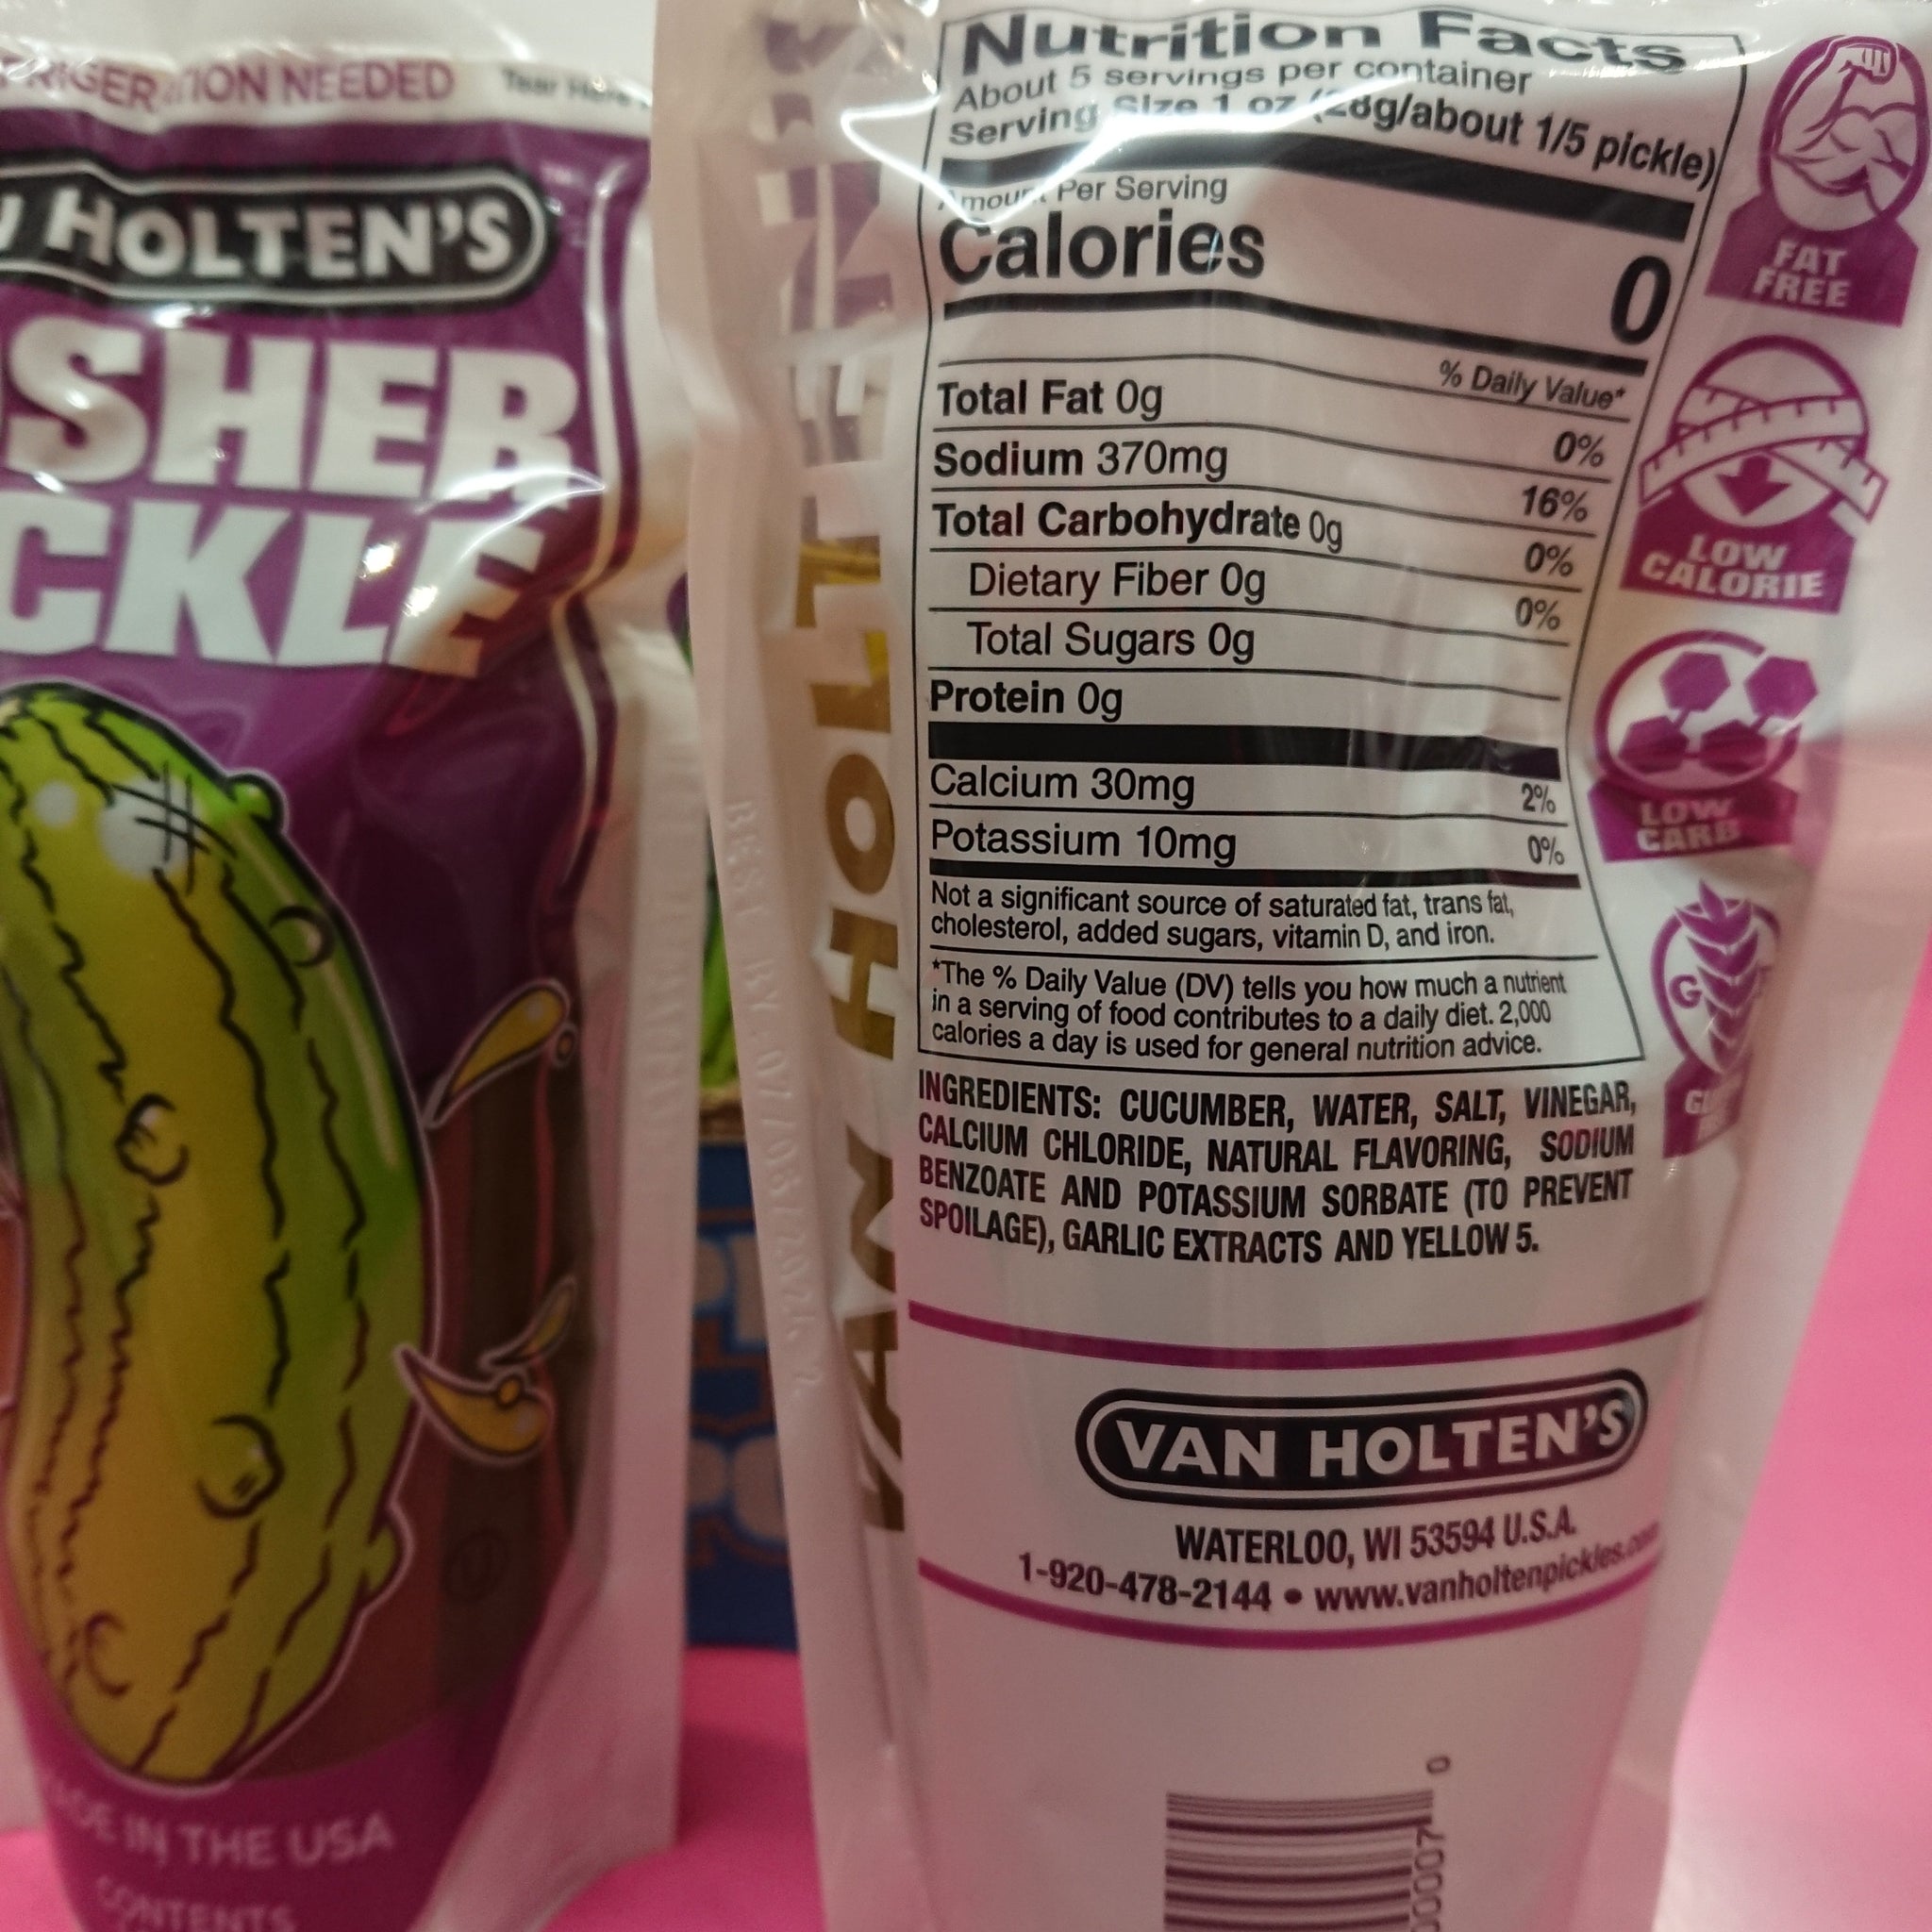 RIGERATION NEEDED
Tear Here
HOLTEN'S
SHER
CKLE
MADE IN THE USA
CONTENTS
VAN HOLTEN'S
Nutrition Facts
About 5 servings per container
Serving Size 1 oz (28g/about 1/5 pickle)
Amount Per Serving
Calories 0
% Daily Value*
Total Fat 0g 0%
Sodium 370mg 16%
Total Carbohydrate 0g 0%
Dietary Fiber 0g 0%
Total Sugars 0g
Protein 0g
Calcium 30mg 2%
Potassium 10mg 0%
Not a significant source of saturated fat, trans fat,
cholesterol, added sugars, vitamin D, and iron.
*The % Daily Value (DV) tells you how much a nutrient
in a serving of food contributes to a daily diet. 2,000
calories a day is used for general nutrition advice.
INGREDIENTS: CUCUMBER, WATER, SALT, VINEGAR,
CALCIUM CHLORIDE, NATURAL FLAVORING, SODIUM
BENZOATE AND POTASSIUM SORBATE (TO PREVENT
SPOILAGE), GARLIC EXTRACTS AND YELLOW 5.
FAT
FREE
LOW
CALORIE
LOW
CARB
G
VAN HOLTEN'S
WATERLOO, WI 53594 U.S.A.
1-920-478-2144 • www.vanholtenpickles.com
BEST BY
0